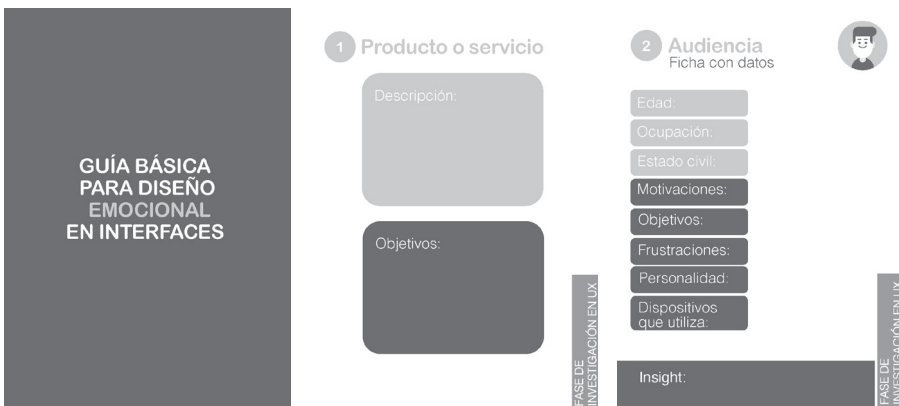 GUÍA BÁSICA
PARA DISEÑO
EMOCIONAL
EN INTERFACES
1 Producto o servicio
Descripción:
Objetivos:
FASE DE
INVESTIGACIÓN EN UX
2 Audiencia
Ficha con datos
Edad:
Ocupación:
Estado civil:
Motivaciones:
Objetivos:
Frustraciones:
Personalidad:
Dispositivos
que utiliza:
Insight:
FASE DE
INVESTIGACIÓN EN UX